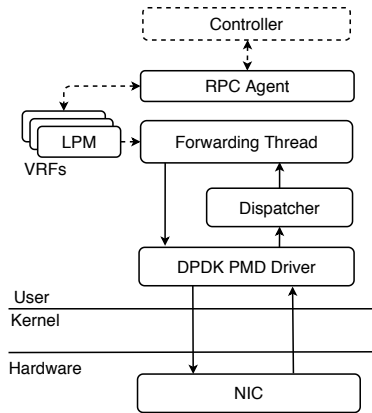 Controller
RPC Agent
LPM
Forwarding Thread
VRFs
Dispatcher
DPDK PMD Driver
User
Kernel
Hardware
NIC